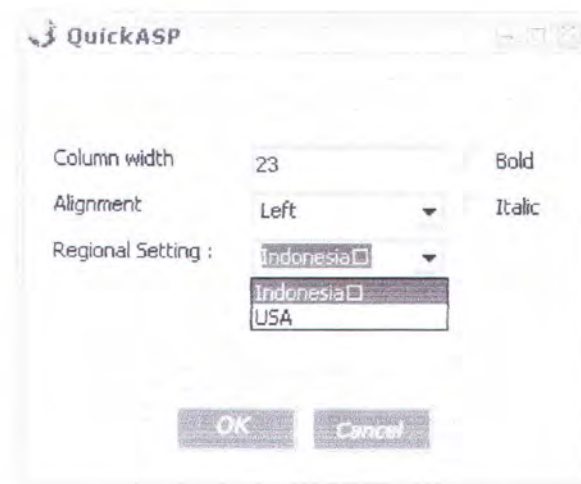 QuickASP
Column width 23 Bold
Alignment Left Italic
Regional Setting : Indonesia□
Indonesia□
USA
OK Cancel